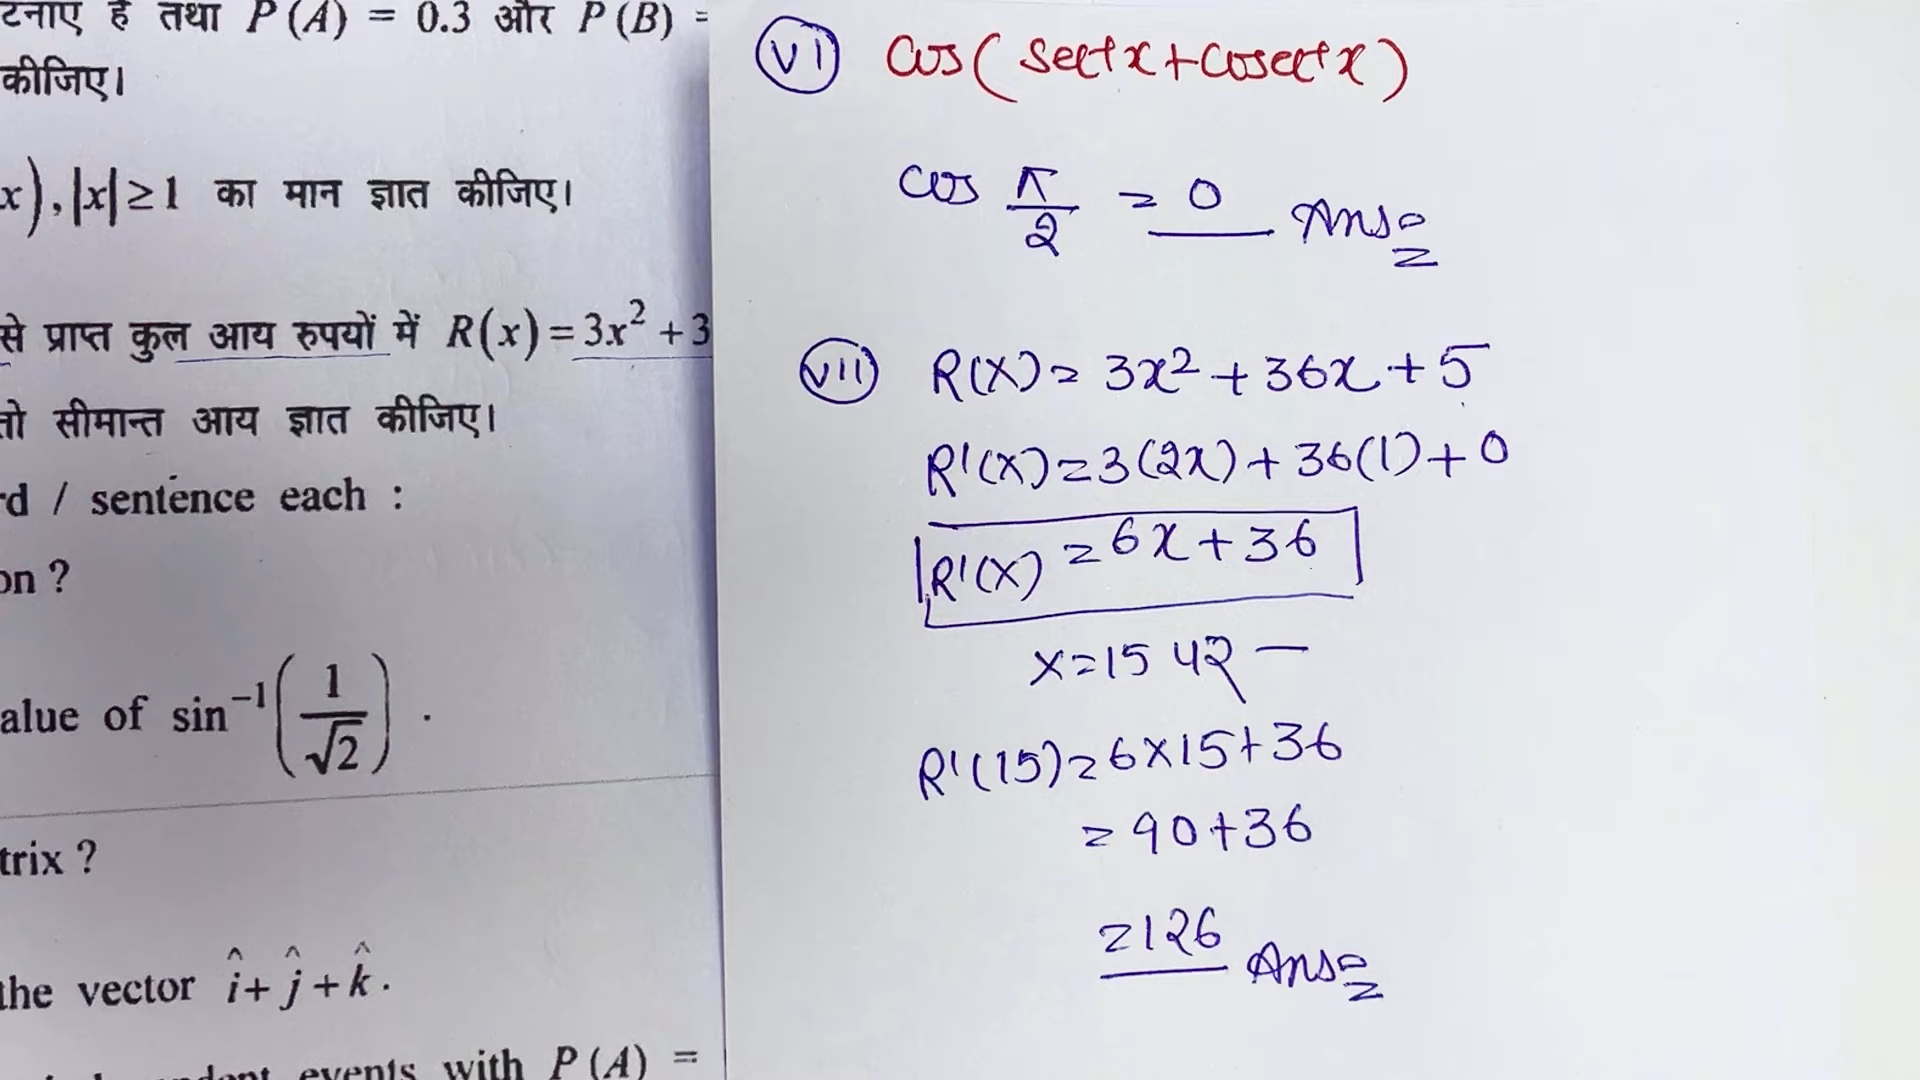 टनाए है तथा P(A) = 0.3 और P(B) =
कीजिए।
x), |x| ≥ 1 का मान ज्ञात कीजिए।
से प्राप्त कुल आय रुपयों में R(x) = 3x² + 3
तो सीमान्त आय ज्ञात कीजिए।
rd / sentence each :
on ?
alue of sin⁻¹(1/√2) .
trix ?
the vector î + ĵ + k̂ .
events with P(A) =
VI cos(sec⁻¹x + cosec⁻¹x)
cos π/2 = 0 Ans
VII R(x) = 3x² + 36x + 5
R'(x) = 3(2x) + 36(1) + 0
R'(x) = 6x + 36
x = 15 पर —
R'(15) = 6×15+36
= 90+36
= 126 Ans